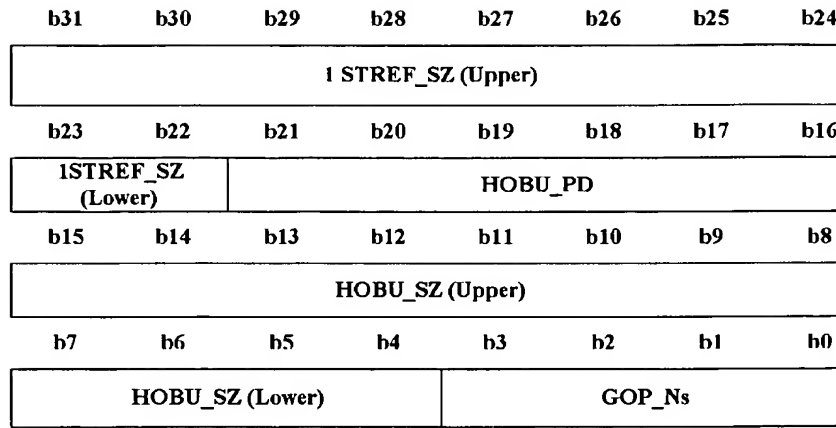 b31 b30 b29 b28 b27 b26 b25 b24
1 STREF_SZ (Upper)
b23 b22 b21 b20 b19 b18 b17 b16
1STREF_SZ
(Lower)
HOBU_PD
b15 b14 b13 b12 b11 b10 b9 b8
HOBU_SZ (Upper)
b7 b6 b5 b4 b3 b2 b1 b0
HOBU_SZ (Lower) GOP_Ns